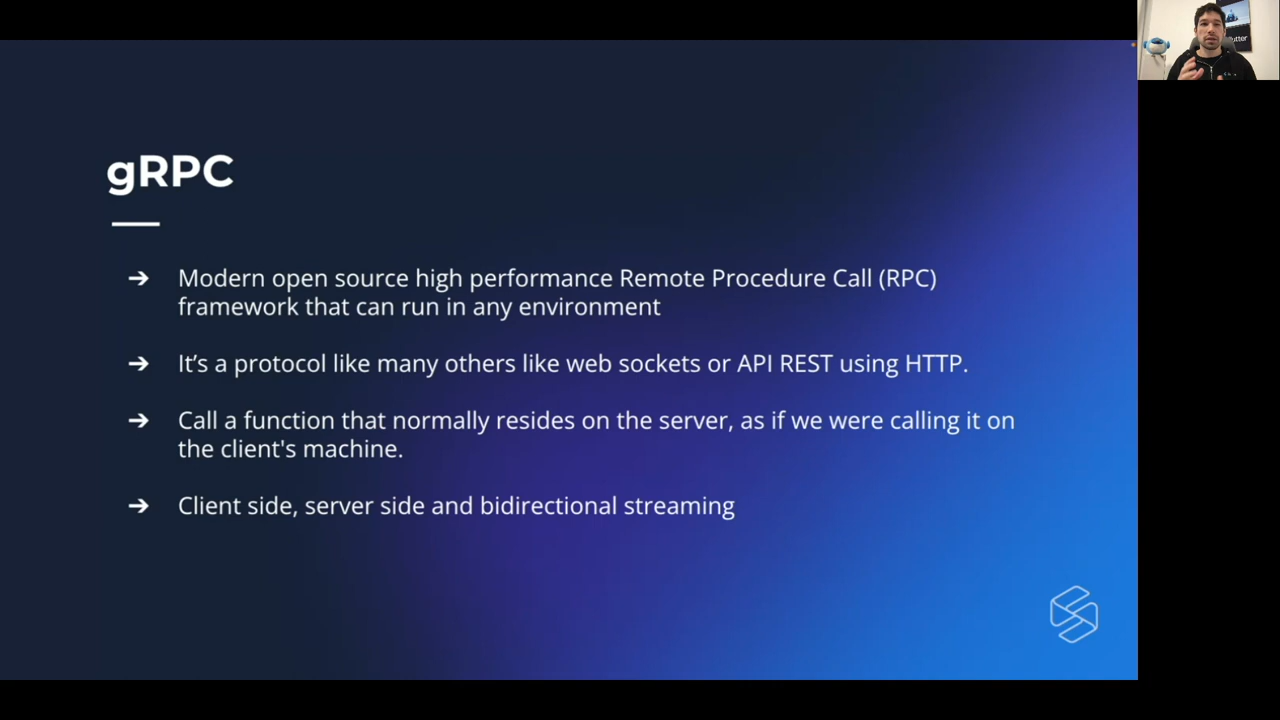 gRPC
➔ Modern open source high performance Remote Procedure Call (RPC)
framework that can run in any environment
➔ It’s a protocol like many others like web sockets or API REST using HTTP.
➔ Call a function that normally resides on the server, as if we were calling it on
the client's machine.
➔ Client side, server side and bidirectional streaming